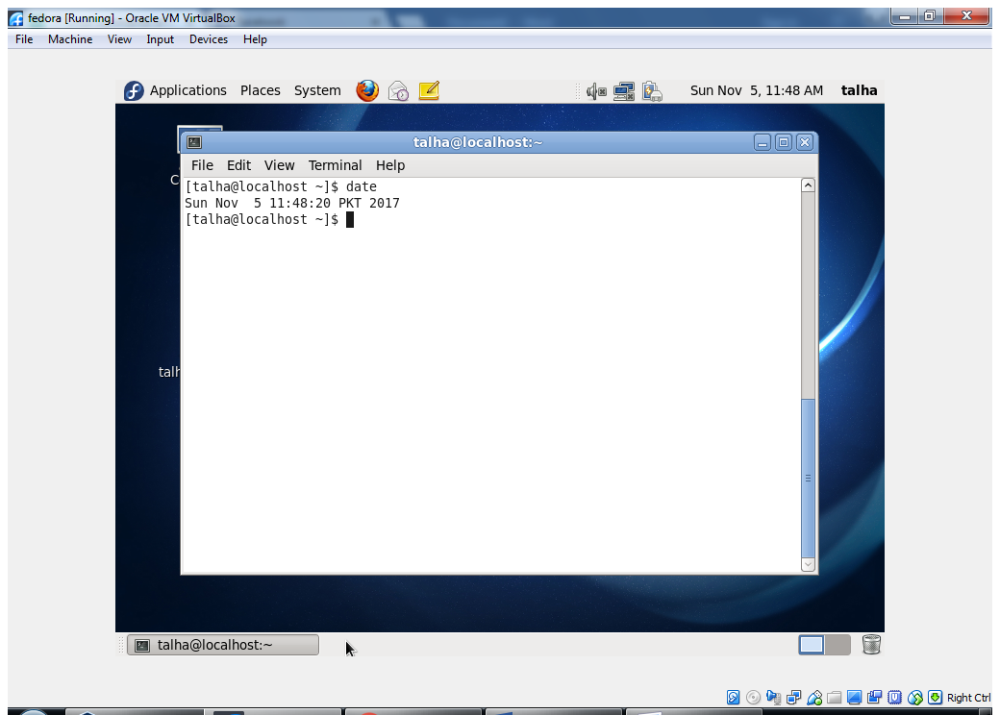 fedora [Running] - Oracle VM VirtualBox
File Machine View Input Devices Help
Applications Places System Sun Nov 5, 11:48 AM talha
talha@localhost:~
File Edit View Terminal Help
[talha@localhost ~]$ date
Sun Nov  5 11:48:20 PKT 2017
[talha@localhost ~]$
C
talh
talha@localhost:~
Right Ctrl